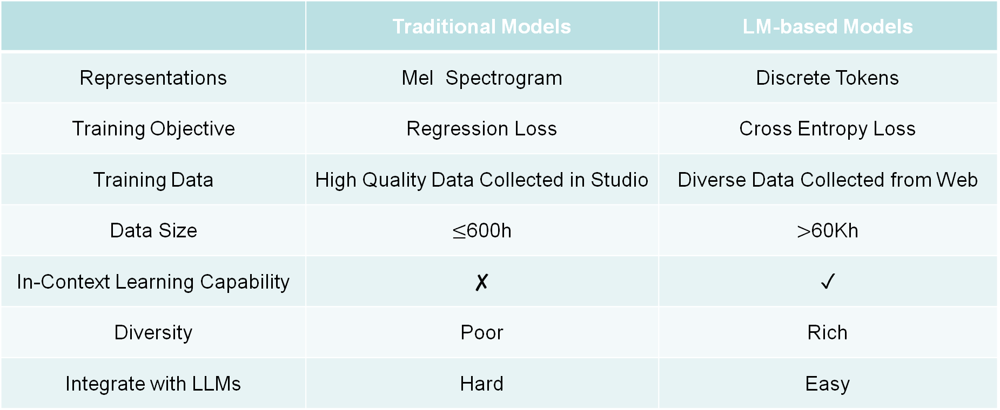 Traditional Models LM-based Models
Representations Mel Spectrogram Discrete Tokens
Training Objective Regression Loss Cross Entropy Loss
Training Data High Quality Data Collected in Studio Diverse Data Collected from Web
Data Size ≤600h >60Kh
In-Context Learning Capability ✗ ✓
Diversity Poor Rich
Integrate with LLMs Hard Easy